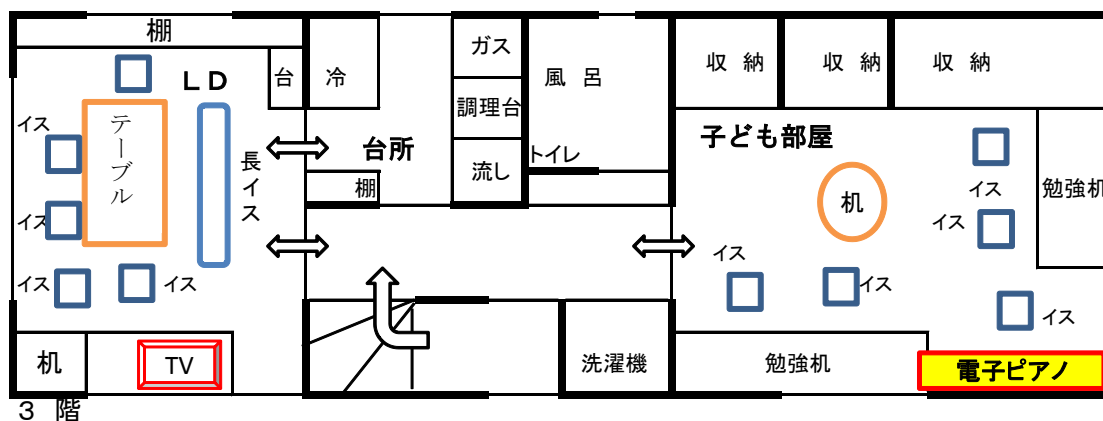 棚
LD
台
イス
テーブル
長イス
イス
イス
イス
机
TV
冷
台所
棚
ガス
調理台
流し
風 呂
トイレ
洗濯機
収 納
収 納
収 納
子ども部屋
机
イス
勉強机
イス
イス
イス
イス
勉強机
電子ピアノ
3 階